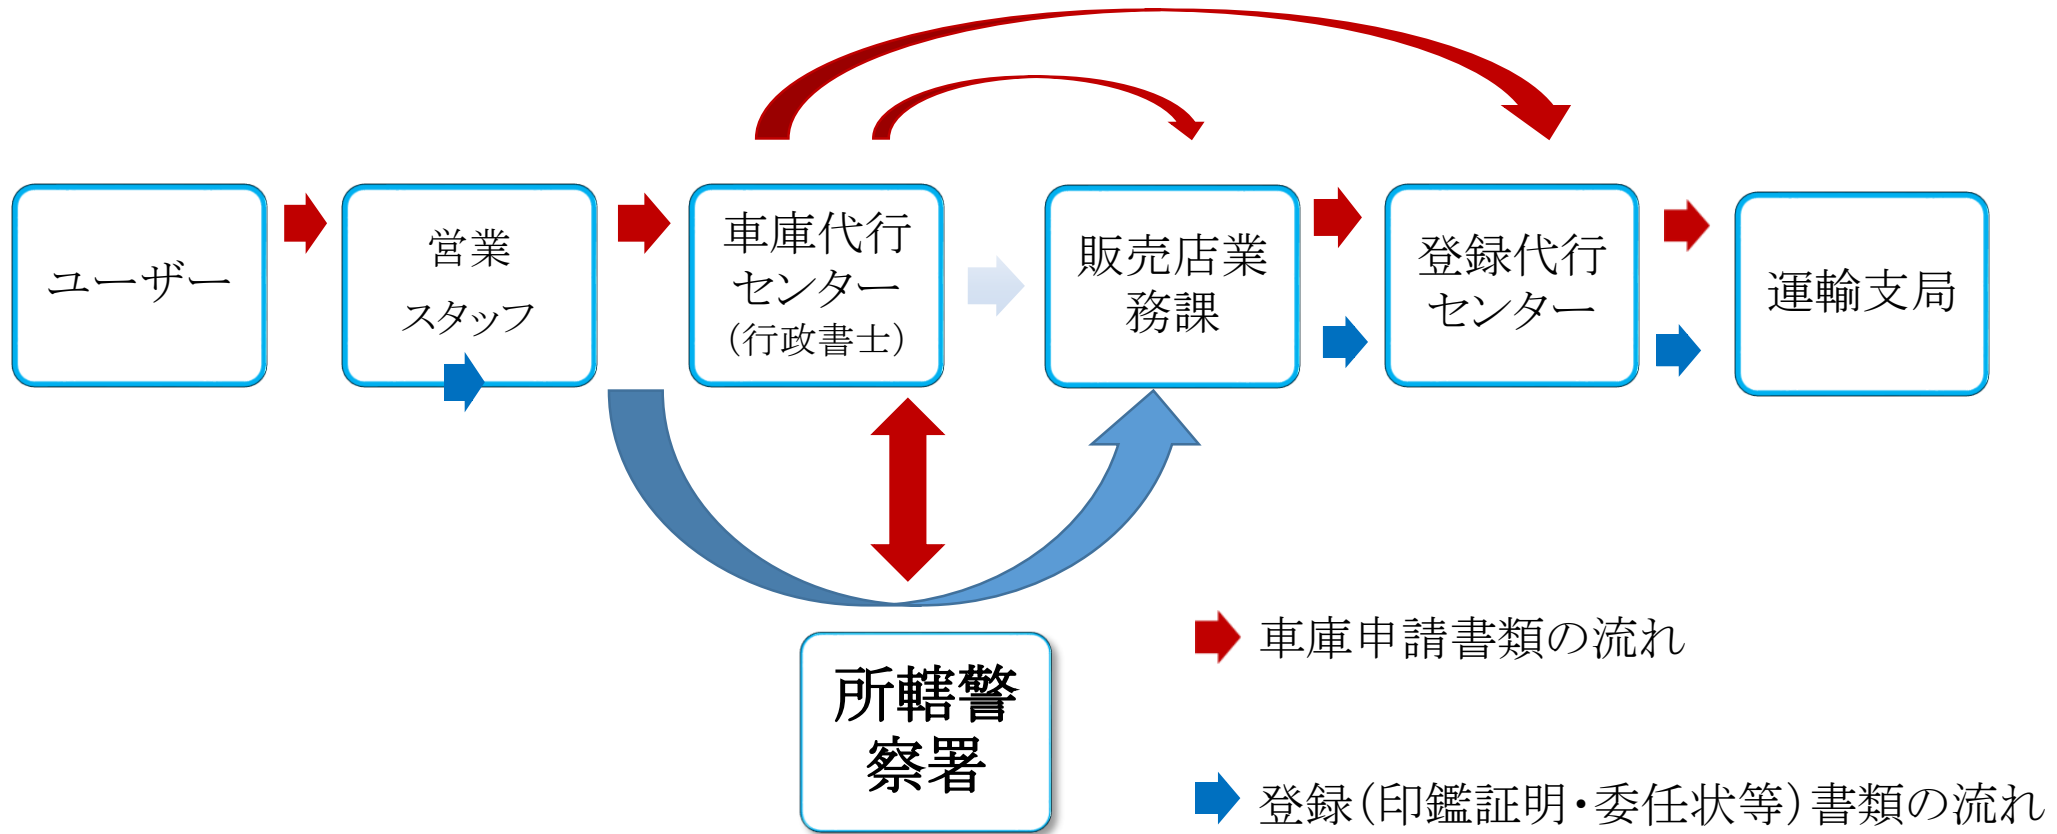 ユーザー
営業
スタッフ
車庫代行
センター
（行政書士）
販売店業
務課
登録代行
センター
運輸支局
所轄警
察署
車庫申請書類の流れ
登録（印鑑証明・委任状等）書類の流れ